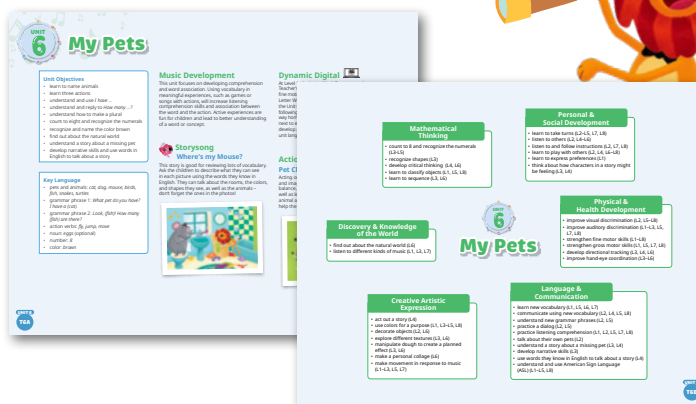 UNIT
6
My Pets
Unit Objectives
• learn to name animals
• learn three actions
• understand and use I have ...
• understand and reply to How many ...?
• understand how to make a plural
• count to eight and recognize the numerals
• recognize and name the color brown
• find out about the natural world
• understand a story about a missing pet
• develop narrative skills and use words in
English to talk about a story
Key Language
• pets and animals: cat, dog, mouse, birds,
fish, snakes, turtles
• grammar phrase 1: What pet do you have?
I have a (cat).
• grammar phrase 2: Look, (fish)! How many
(fish) are there?
• action verbs: fly, jump, move
• noun: eggs (optional)
• number: 8
• color: brown
Music Development
This unit focuses on developing comprehension
and word association. Using vocabulary in
meaningful experiences, such as games or
songs with actions, will increase listening
comprehension skills and association between
the word and the action. Active experiences are
fun for children and lead to better understanding
of a word or concept.
Storysong
Where's my Mouse?
This story is good for reviewing lots of vocabulary.
Ask the children to describe what they can see
in each picture using the words they know in
English. They can talk about the rooms, the colors,
and shapes they see, as well as the animals –
don't forget the ones in the photos!
Dynamic Digital
UNIT 6
TGA
Mathematical
Thinking
• count to 8 and recognize the numerals
(L3–L5)
• recognize shapes (L3)
• develop critical thinking (L4, L6)
• learn to classify objects (L1, L5, L8)
• learn to sequence (L3, L6)
Personal &
Social Development
• learn to take turns (L2–L5, L7, L8)
• listen to others (L2, L4–L6)
• listen to and follow instructions (L2, L7, L8)
• learn to play with others (L2, L4, L6–L8)
• learn to express preferences (L1)
• think about how characters in a story might
be feeling (L3, L4)
Discovery & Knowledge
of the World
• find out about the natural world (L6)
• listen to different kinds of music (L1, L3, L7)
UNIT
6
My Pets
Physical &
Health Development
• improve visual discrimination (L2, L5–L8)
• improve auditory discrimination (L1–L3, L5,
L7, L8)
• strengthen fine motor skills (L1–L8)
• strengthen gross motor skills (L1, L5, L7, L8)
• develop directional tracking (L3, L4, L6)
• improve hand-eye coordination (L3–L6)
Creative Artistic
Expression
• act out a story (L4)
• use colors for a purpose (L1, L3–L5, L8)
• decorate objects (L2, L6)
• explore different textures (L3, L6)
• manipulate dough to create a planned
effect (L3, L6)
• make a personal collage (L6)
• make movement in response to music
(L1–L3, L5, L7)
Language &
Communication
• learn new vocabulary (L1, L5, L6, L7)
• communicate using new vocabulary (L2, L4, L5, L8)
• understand new grammar phrases (L2, L5)
• practice a dialog (L2, L5)
• practice listening comprehension (L1, L2, L5, L7, L8)
• talk about their own pets (L2)
• understand a story about a missing pet (L3, L4)
• develop narrative skills (L3)
• use words they know in English to talk about a story (L4)
• understand and use American Sign Language
(ASL) (L1–L5, L8)